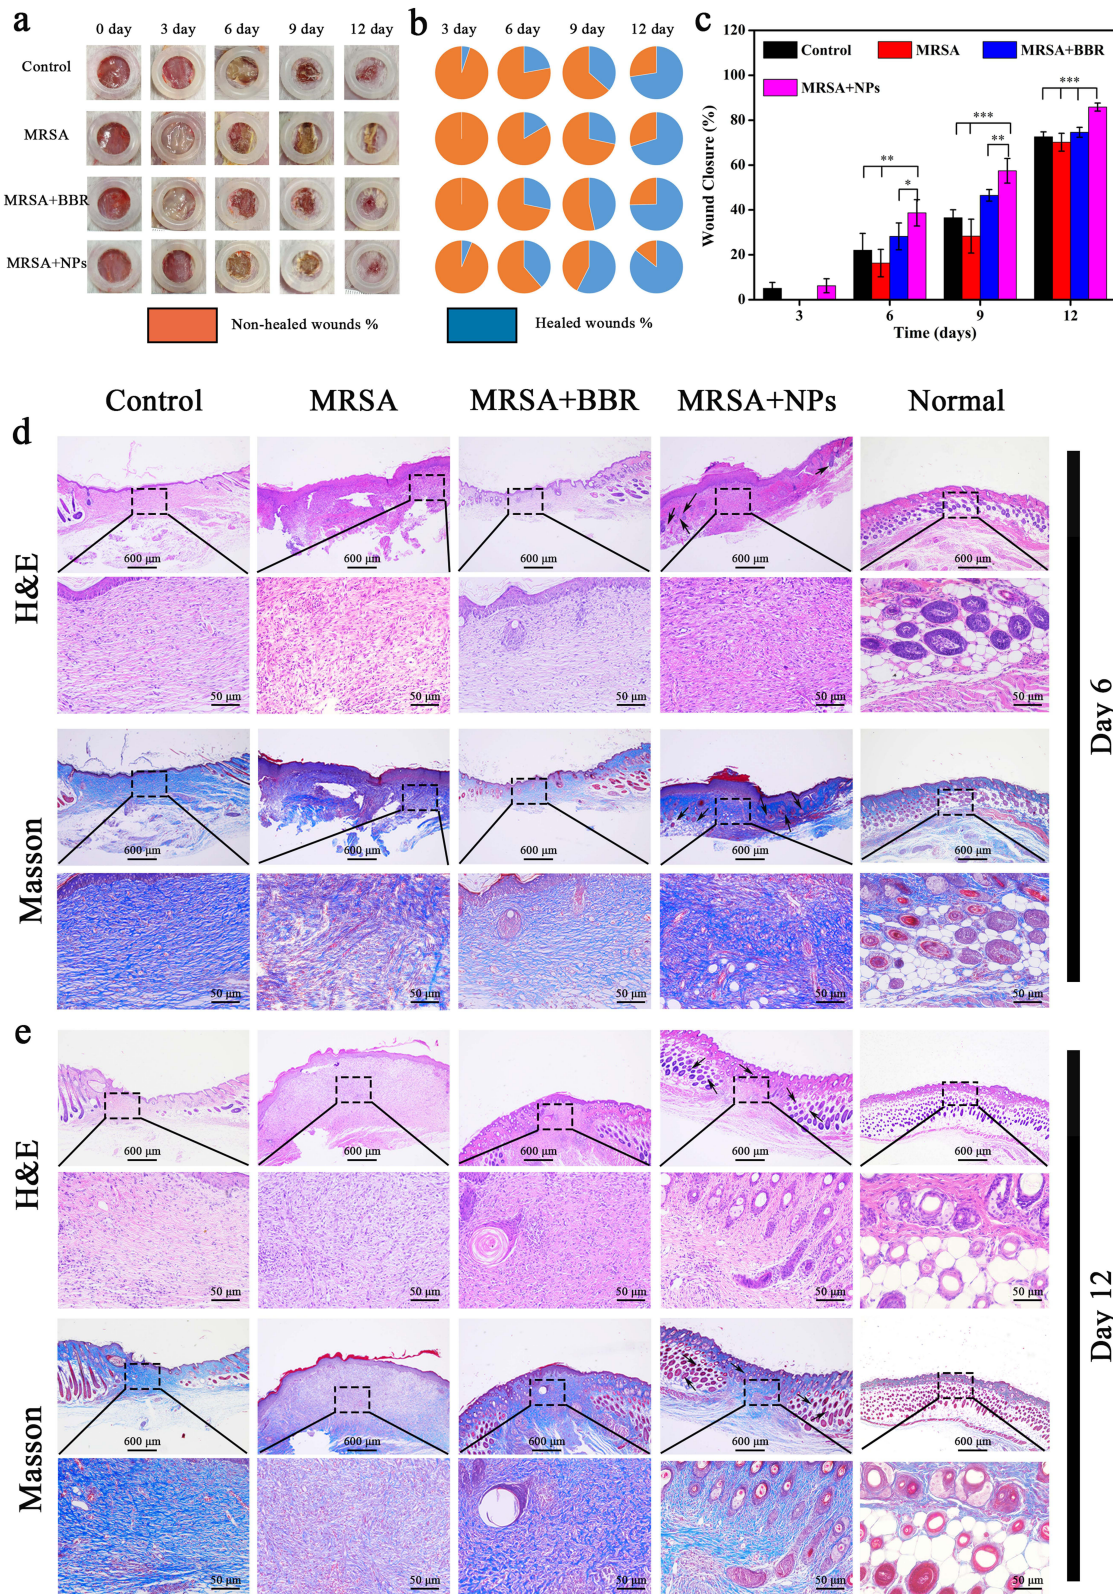 a
0 day 3 day 6 day 9 day 12 day
Control
MRSA
MRSA+BBR
MRSA+NPs
b
3 day 6 day 9 day 12 day
Non-healed wounds %
Healed wounds %
c
120
100
80
60
40
20
0
Wound Closure (%)
Control MRSA MRSA+BBR
MRSA+NPs
** * *** ** ***
3 6 9 12
Time (days)
Control MRSA MRSA+BBR MRSA+NPs Normal
d
H&E
600 μm 600 μm 600 μm 600 μm 600 μm
50 μm 50 μm 50 μm 50 μm 50 μm
Masson
600 μm 600 μm 600 μm 600 μm 600 μm
50 μm 50 μm 50 μm 50 μm 50 μm
Day 6
e
H&E
600 μm 600 μm 600 μm 600 μm 600 μm
50 μm 50 μm 50 μm 50 μm 50 μm
Masson
600 μm 600 μm 600 μm 600 μm 600 μm
50 μm 50 μm 50 μm 50 μm 50 μm
Day 12